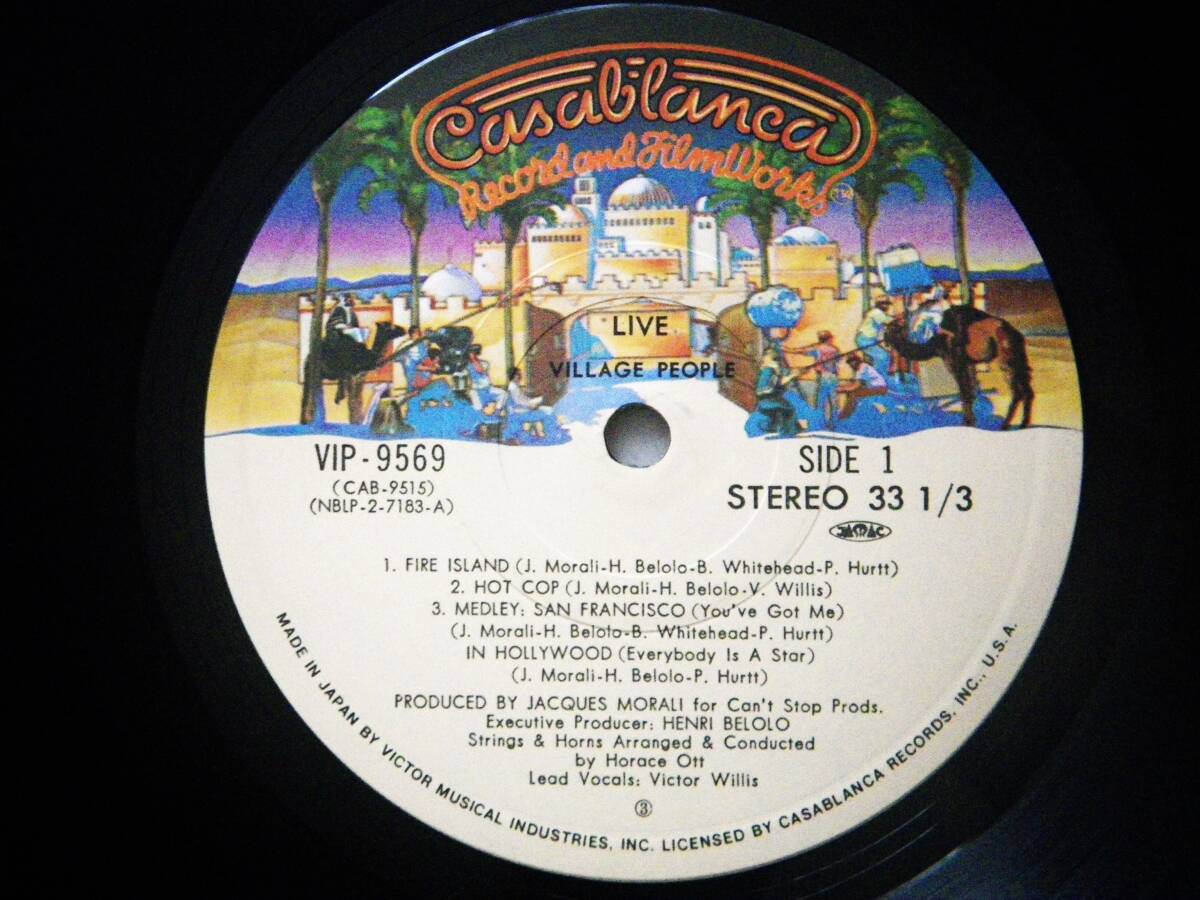 Casablanca
Record and FilmWorks
LIVE
VILLAGE PEOPLE
VIP-9569
(CAB-9515)
(NBLP-2-7183-A)
SIDE 1
STEREO 33 1/3
1. FIRE ISLAND (J. Morali-H. Belolo-B. Whitehead-P. Hurtt)
2. HOT COP (J. Morali-H. Belolo-V. Willis)
3. MEDLEY: SAN FRANCISCO (You've Got Me)
(J. Morali-H. Belolo-B. Whitehead-P. Hurtt)
IN HOLLYWOOD (Everybody Is A Star)
(J. Morali-H. Belolo-P. Hurtt)
PRODUCED BY JACQUES MORALI for Can't Stop Prods.
Executive Producer: HENRI BELOLO
Strings & Horns Arranged & Conducted
by Horace Ott
Lead Vocals: Victor Willis
③
MADE IN JAPAN BY VICTOR MUSICAL INDUSTRIES, INC. LICENSED BY CASABLANCA RECORDS, INC., U.S.A.